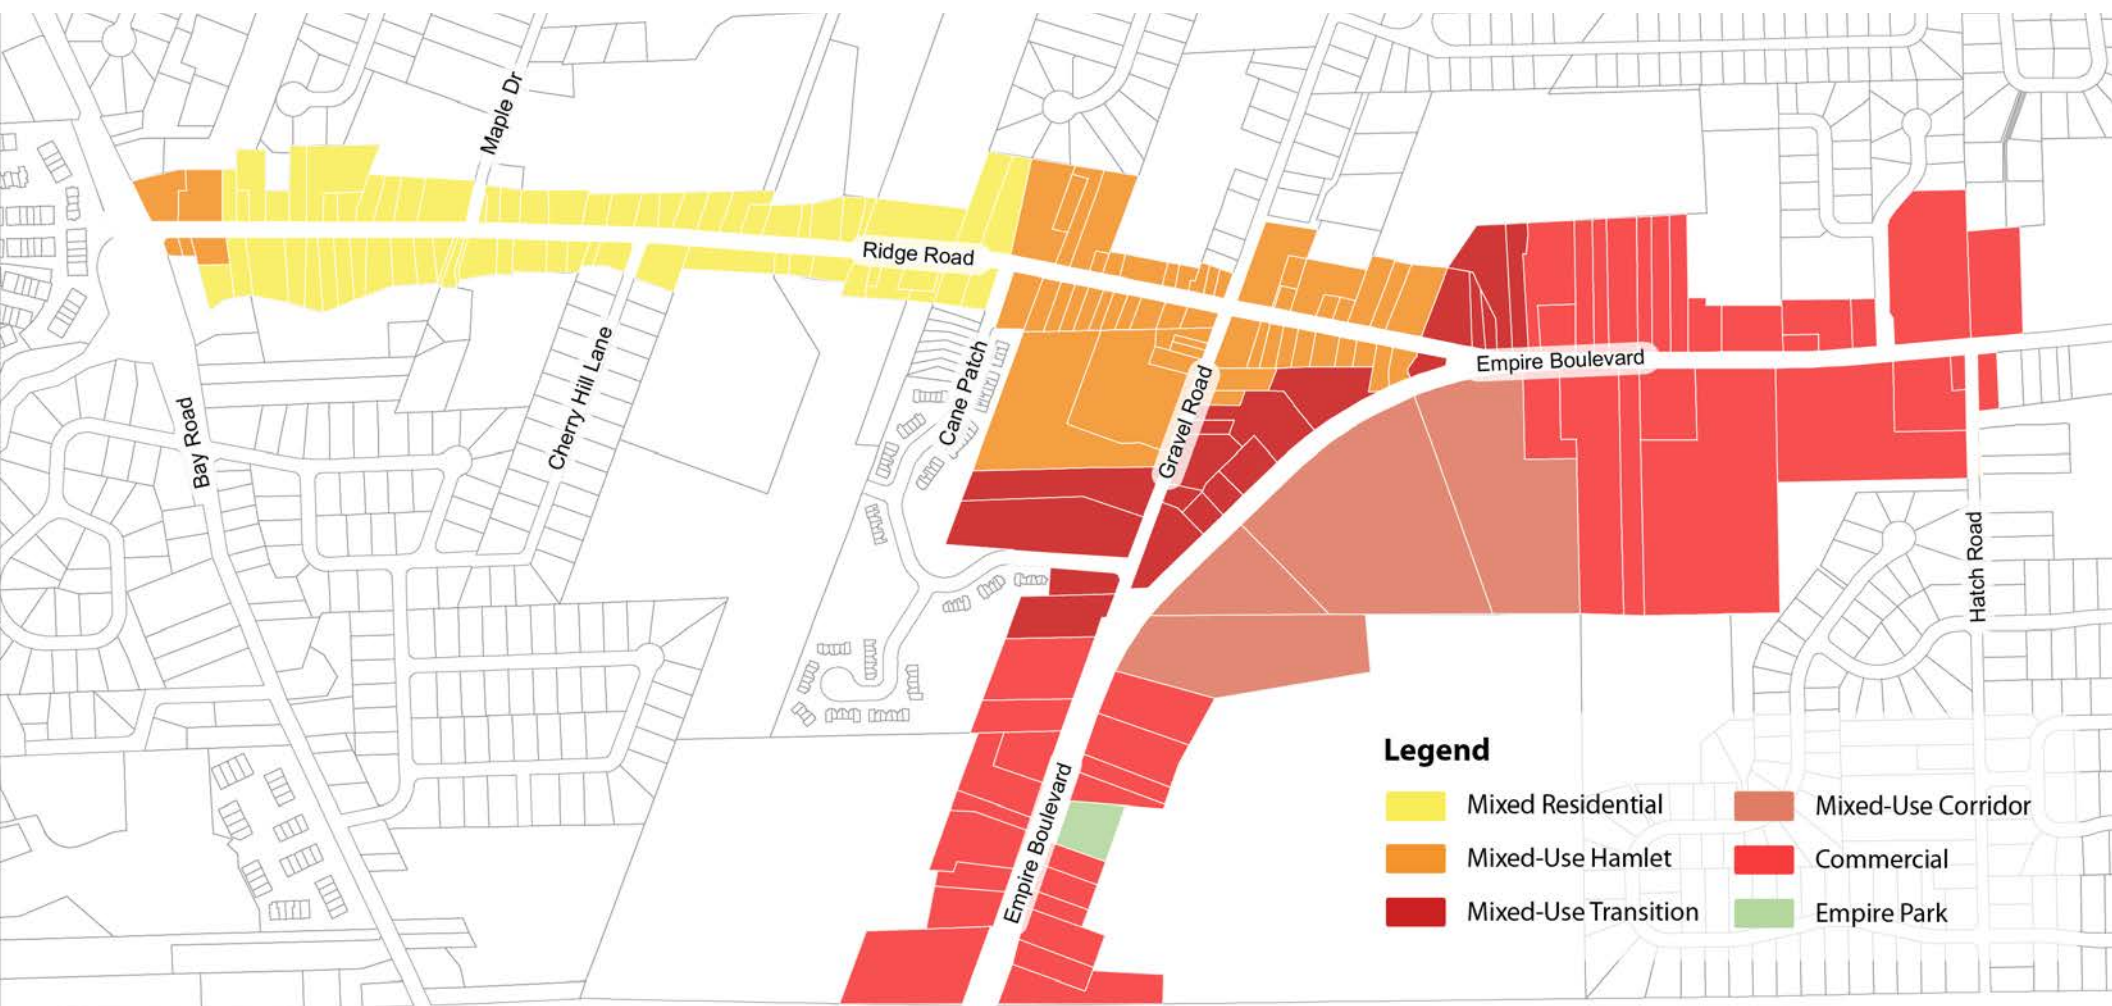 Maple Dr
Ridge Road
Empire Boulevard
Cane Patch
Gravel Road
Cherry Hill Lane
Bay Road
Hatch Road
Empire Boulevard
Legend
Mixed Residential
Mixed-Use Hamlet
Mixed-Use Transition
Mixed-Use Corridor
Commercial
Empire Park